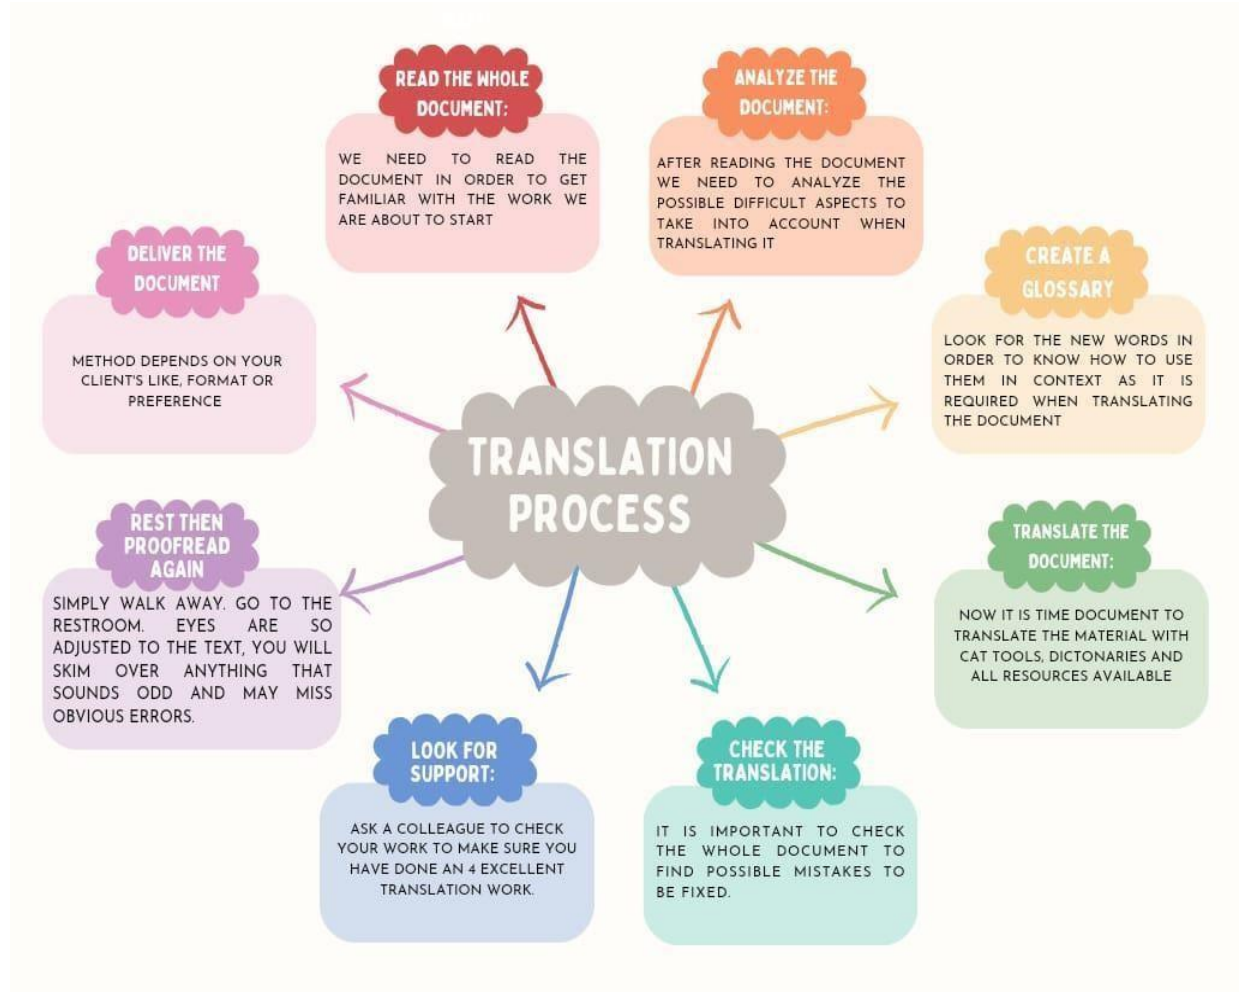 READ THE WHOLE
DOCUMENT:
WE NEED TO READ THE
DOCUMENT IN ORDER TO GET
FAMILIAR WITH THE WORK WE
ARE ABOUT TO START
ANALYZE THE
DOCUMENT:
AFTER READING THE DOCUMENT
WE NEED TO ANALYZE THE
POSSIBLE DIFFICULT ASPECTS TO
TAKE INTO ACCOUNT WHEN
TRANSLATING IT
CREATE A
GLOSSARY
LOOK FOR THE NEW WORDS IN
ORDER TO KNOW HOW TO USE
THEM IN CONTEXT AS IT IS
REQUIRED WHEN TRANSLATING
THE DOCUMENT
TRANSLATE THE
DOCUMENT:
NOW IT IS TIME DOCUMENT TO
TRANSLATE THE MATERIAL WITH
CAT TOOLS, DICTONARIES AND
ALL RESOURCES AVAILABLE
CHECK THE
TRANSLATION:
IT IS IMPORTANT TO CHECK
THE WHOLE DOCUMENT TO
FIND POSSIBLE MISTAKES TO
BE FIXED.
LOOK FOR
SUPPORT:
ASK A COLLEAGUE TO CHECK
YOUR WORK TO MAKE SURE YOU
HAVE DONE AN 4 EXCELLENT
TRANSLATION WORK.
REST THEN
PROOFREAD
AGAIN
SIMPLY WALK AWAY. GO TO THE
RESTROOM. EYES ARE SO
ADJUSTED TO THE TEXT, YOU WILL
SKIM OVER ANYTHING THAT
SOUNDS ODD AND MAY MISS
OBVIOUS ERRORS.
DELIVER THE
DOCUMENT
METHOD DEPENDS ON YOUR
CLIENT'S LIKE, FORMAT OR
PREFERENCE
TRANSLATION
PROCESS